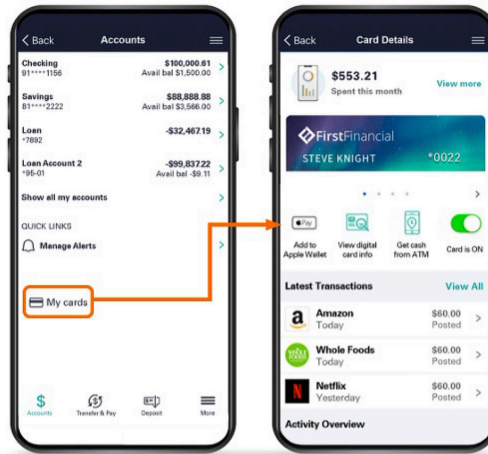 Back Accounts
Checking $100,000.61
91****1156 Avail bal $1,500.00
Savings $88,888.88
81****2222 Avail bal $3,566.00
Loan -$32,467.19
*7892
Loan Account 2 -$99,837.22
*95-01 Avail bal -$9.11
Show all my accounts
QUICK LINKS
Manage Alerts
My cards
Accounts Transfer & Pay Deposit More
Back Card Details
$553.21
Spent this month
View more
FirstFinancial
STEVE KNIGHT *0022
Pay
Add to Apple Wallet
View digital card info
Get cash from ATM
Card is ON
Latest Transactions View All
a Amazon $60.00
Today Posted
Whole Foods $60.00
Today Posted
N Netflix $60.00
Yesterday Posted
Activity Overview